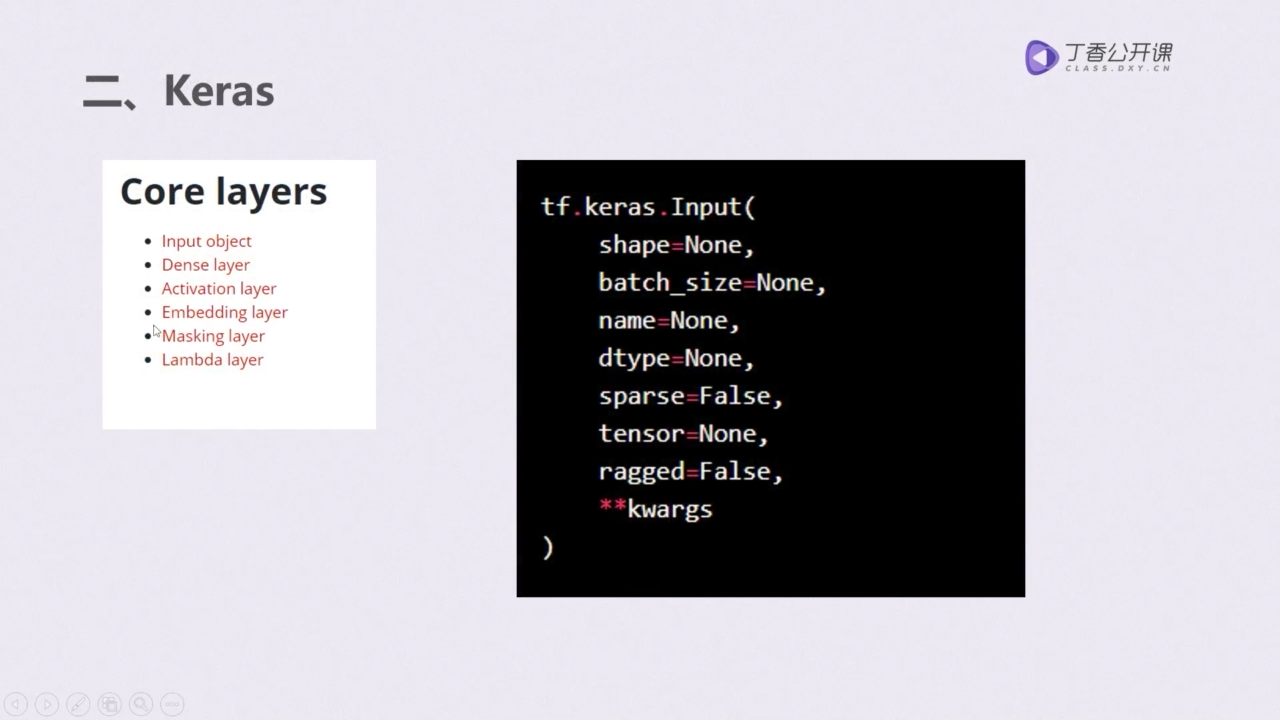 二、Keras
丁香公开课
CLASS.DXY.CN
Core layers
Input object
Dense layer
Activation layer
Embedding layer
Masking layer
Lambda layer
tf.keras.Input(
shape=None,
batch_size=None,
name=None,
dtype=None,
sparse=False,
tensor=None,
ragged=False,
**kwargs
)